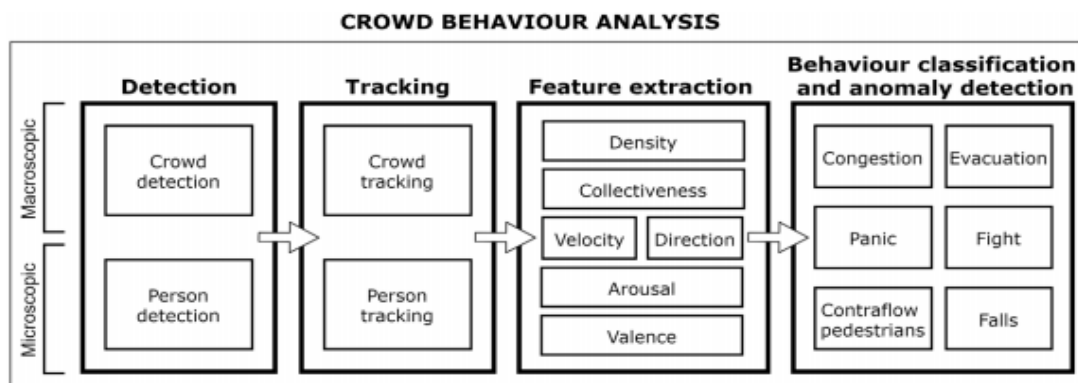 CROWD BEHAVIOUR ANALYSIS
Macroscopic
Microscopic
Detection
Crowd
detection
Person
detection
Tracking
Crowd
tracking
Person
tracking
Feature extraction
Density
Collectiveness
Velocity
Direction
Arousal
Valence
Behaviour classification
and anomaly detection
Congestion
Evacuation
Panic
Fight
Contraflow
pedestrians
Falls